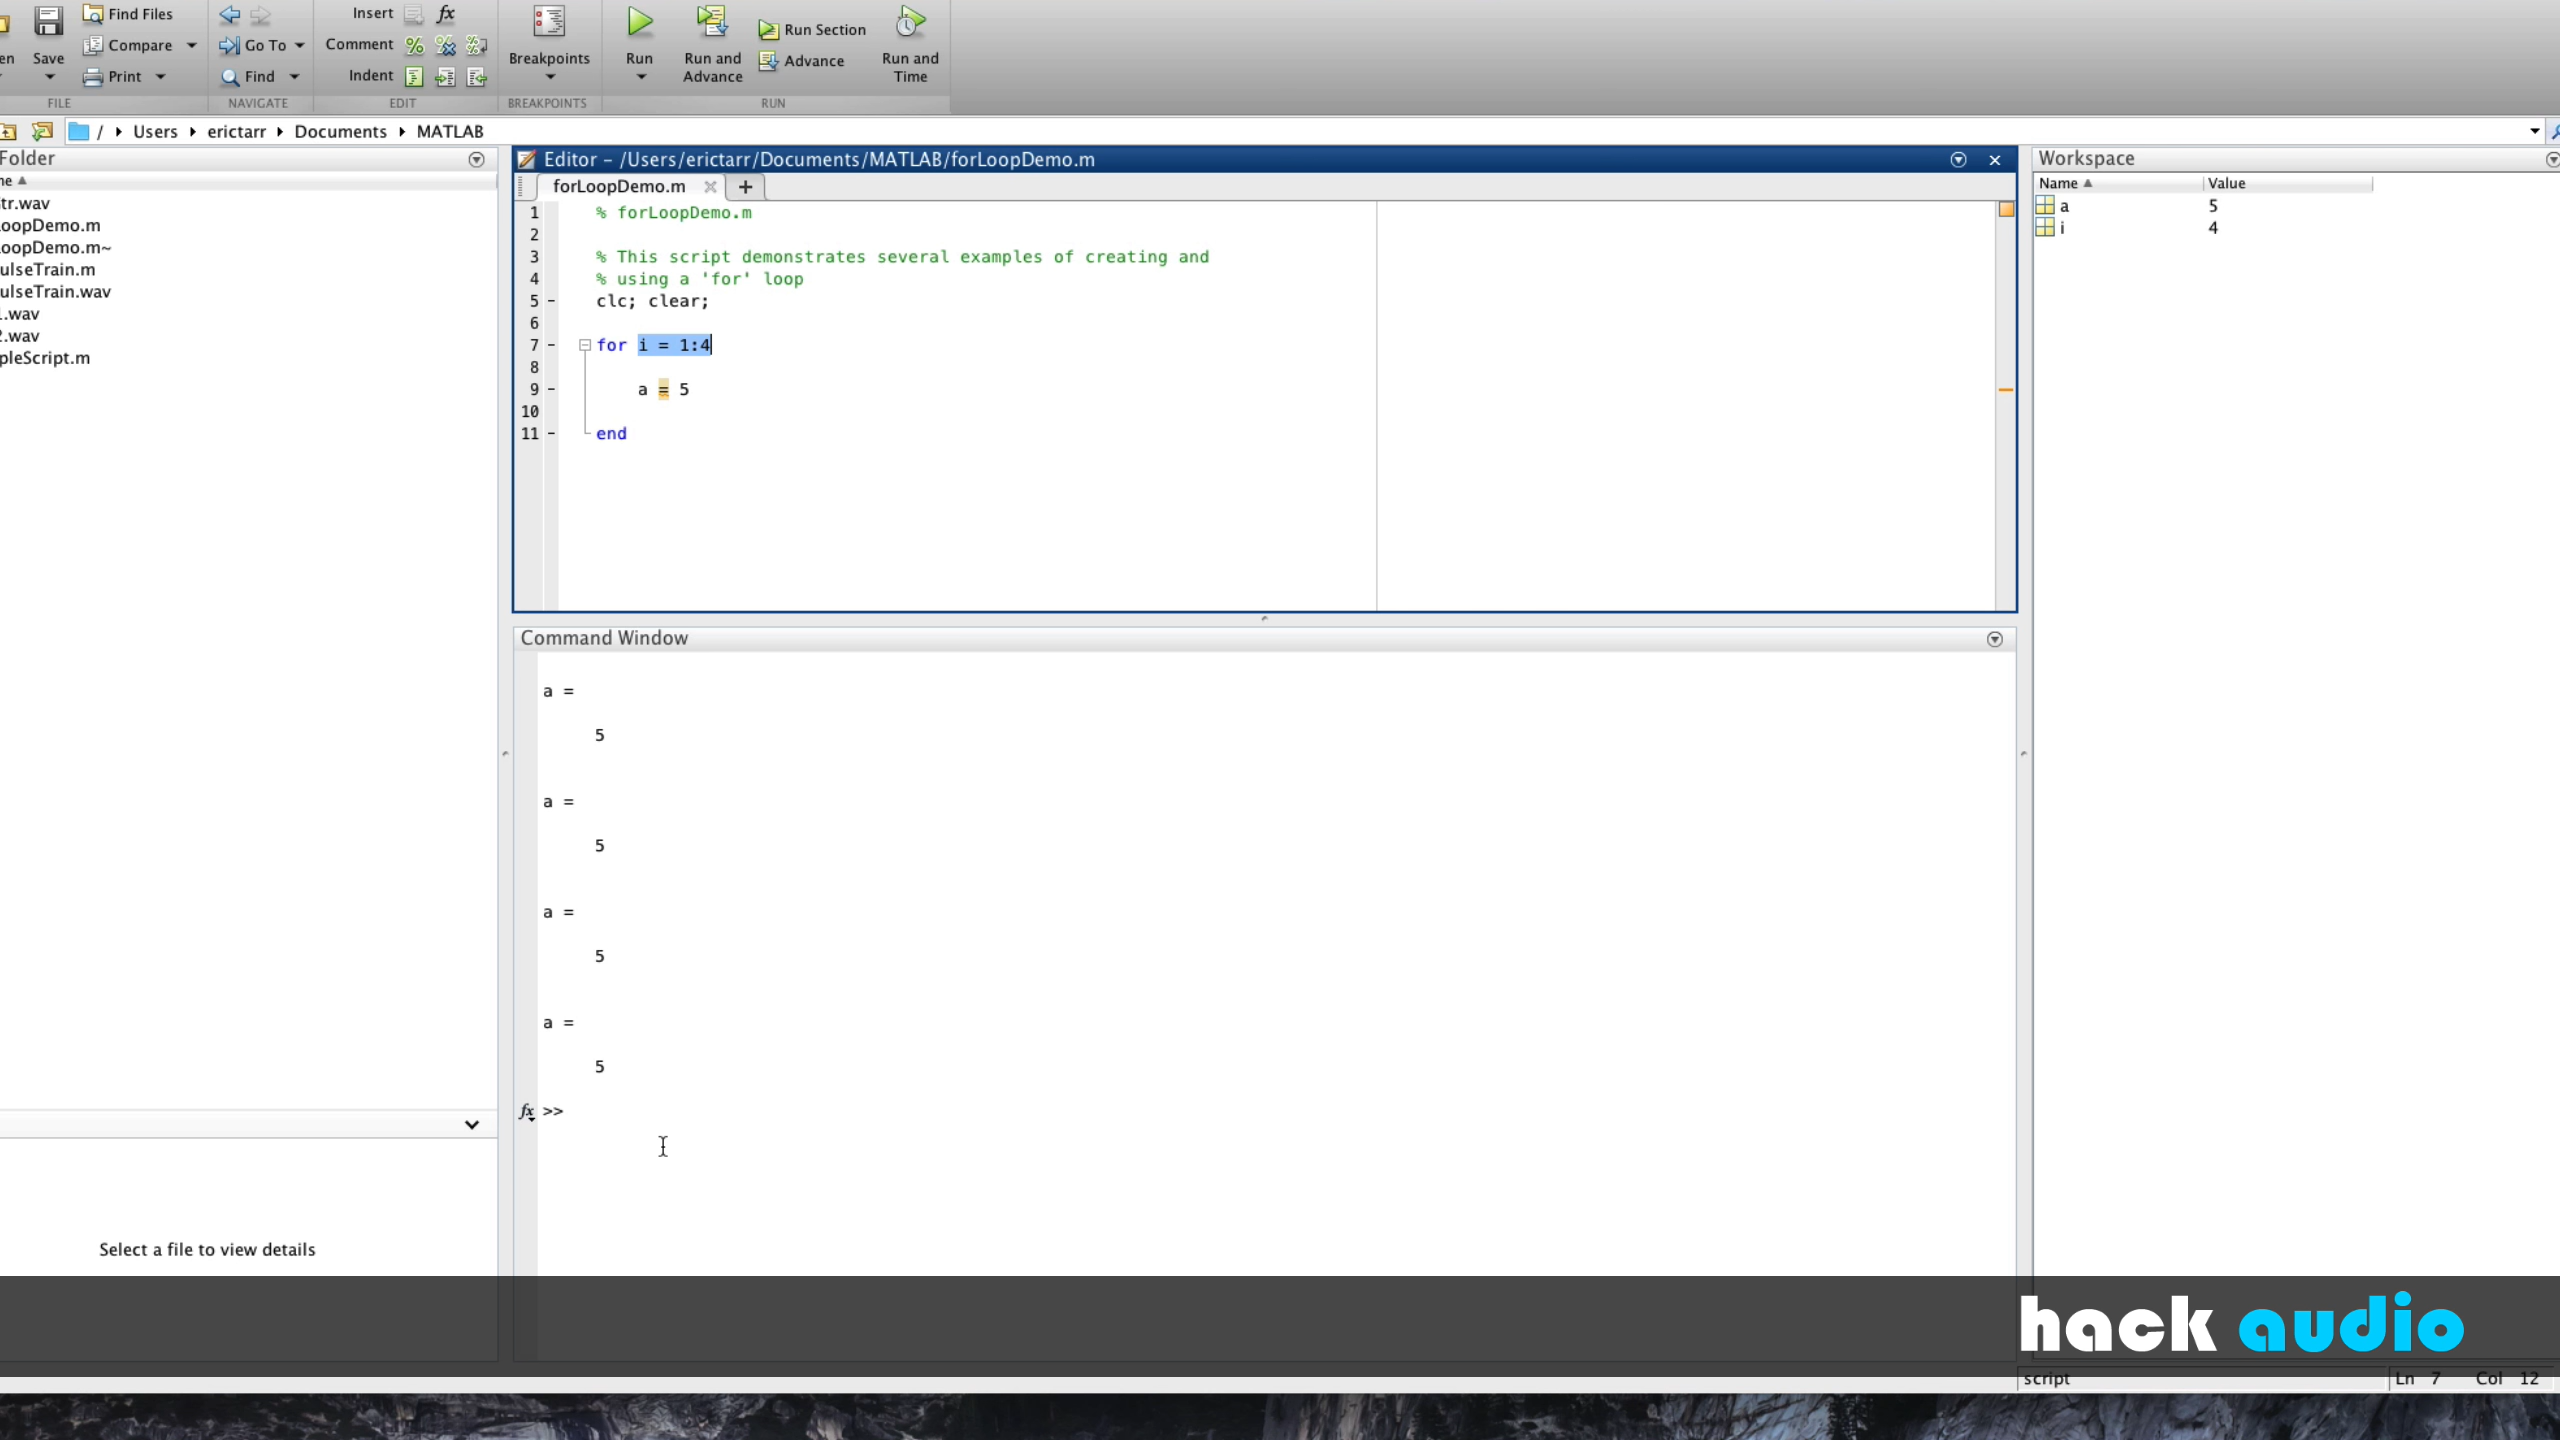 Find Files
Insert fx
en Save Compare Go To Comment Breakpoints Run Run and Advance Run Section Advance Run and Time
Print Find Indent
FILE NAVIGATE EDIT BREAKPOINTS RUN
/ Users erictarr Documents MATLAB
Folder
ne
tr.wav
oopDemo.m
oopDemo.m~
ulseTrain.m
ulseTrain.wav
1.wav
2.wav
pleScript.m
Select a file to view details
Editor - /Users/erictarr/Documents/MATLAB/forLoopDemo.m
forLoopDemo.m +
1 % forLoopDemo.m
2
3 % This script demonstrates several examples of creating and
4 % using a 'for' loop
5 - clc; clear;
6
7 - for i = 1:4
8
9 - a = 5
10
11 - end
Command Window
a =
5
a =
5
a =
5
a =
5
fx >>
Workspace
Name Value
a 5
i 4
hack audio
script Ln 7 Col 12